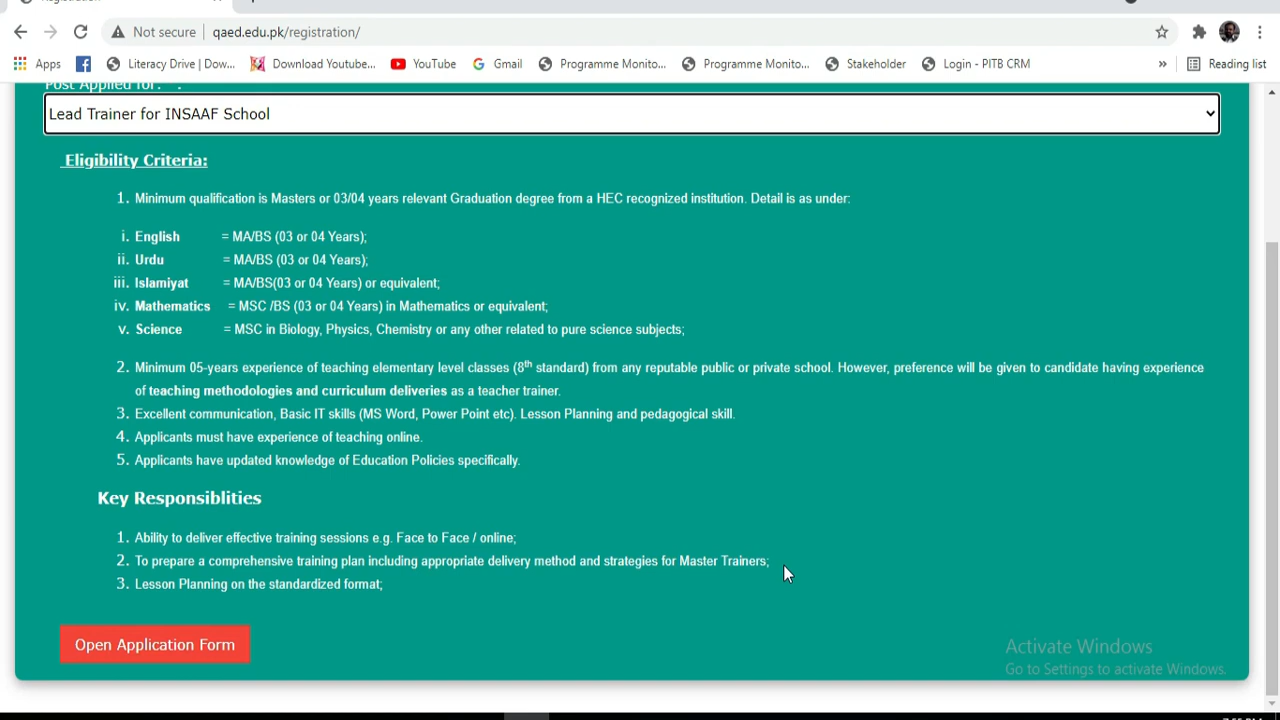 Not secure | qaed.edu.pk/registration/
Apps Literacy Drive | Dow... Download Youtube... YouTube Gmail Programme Monito... Programme Monito... Stakeholder Login - PITB CRM » Reading list
Post Applied for:
Lead Trainer for INSAAF School
Eligibility Criteria:
1. Minimum qualification is Masters or 03/04 years relevant Graduation degree from a HEC recognized institution. Detail is as under:
i. English = MA/BS (03 or 04 Years);
ii. Urdu = MA/BS (03 or 04 Years);
iii. Islamiyat = MA/BS(03 or 04 Years) or equivalent;
iv. Mathematics = MSC /BS (03 or 04 Years) in Mathematics or equivalent;
v. Science = MSC in Biology, Physics, Chemistry or any other related to pure science subjects;
2. Minimum 05-years experience of teaching elementary level classes (8th standard) from any reputable public or private school. However, preference will be given to candidate having experience
of teaching methodologies and curriculum deliveries as a teacher trainer.
3. Excellent communication, Basic IT skills (MS Word, Power Point etc). Lesson Planning and pedagogical skill.
4. Applicants must have experience of teaching online.
5. Applicants have updated knowledge of Education Policies specifically.
Key Responsiblities
1. Ability to deliver effective training sessions e.g. Face to Face / online;
2. To prepare a comprehensive training plan including appropriate delivery method and strategies for Master Trainers;
3. Lesson Planning on the standardized format;
Open Application Form
Activate Windows
Go to Settings to activate Windows.